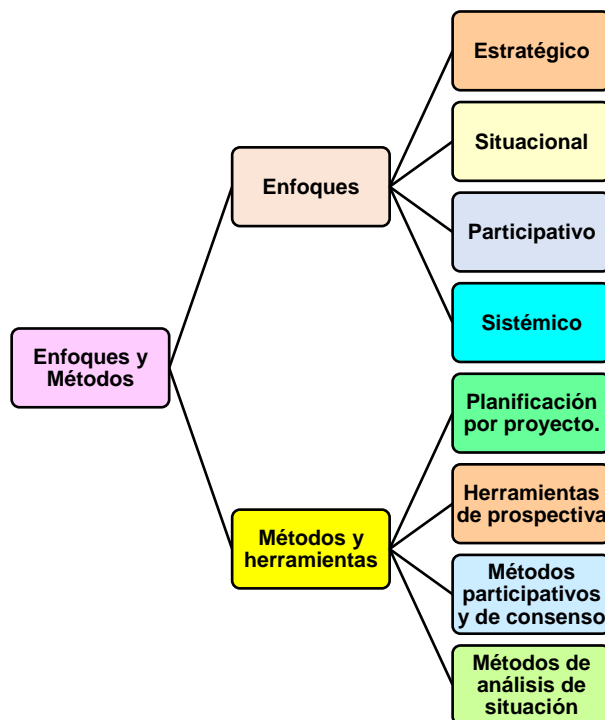 Estratégico
Situacional
Enfoques
Participativo
Sistémico
Enfoques y
Métodos
Planificación
por proyecto.
Herramientas
de prospectiva
Métodos y
herramientas
Métodos
participativos
y de consenso
Métodos de
análisis de
situación